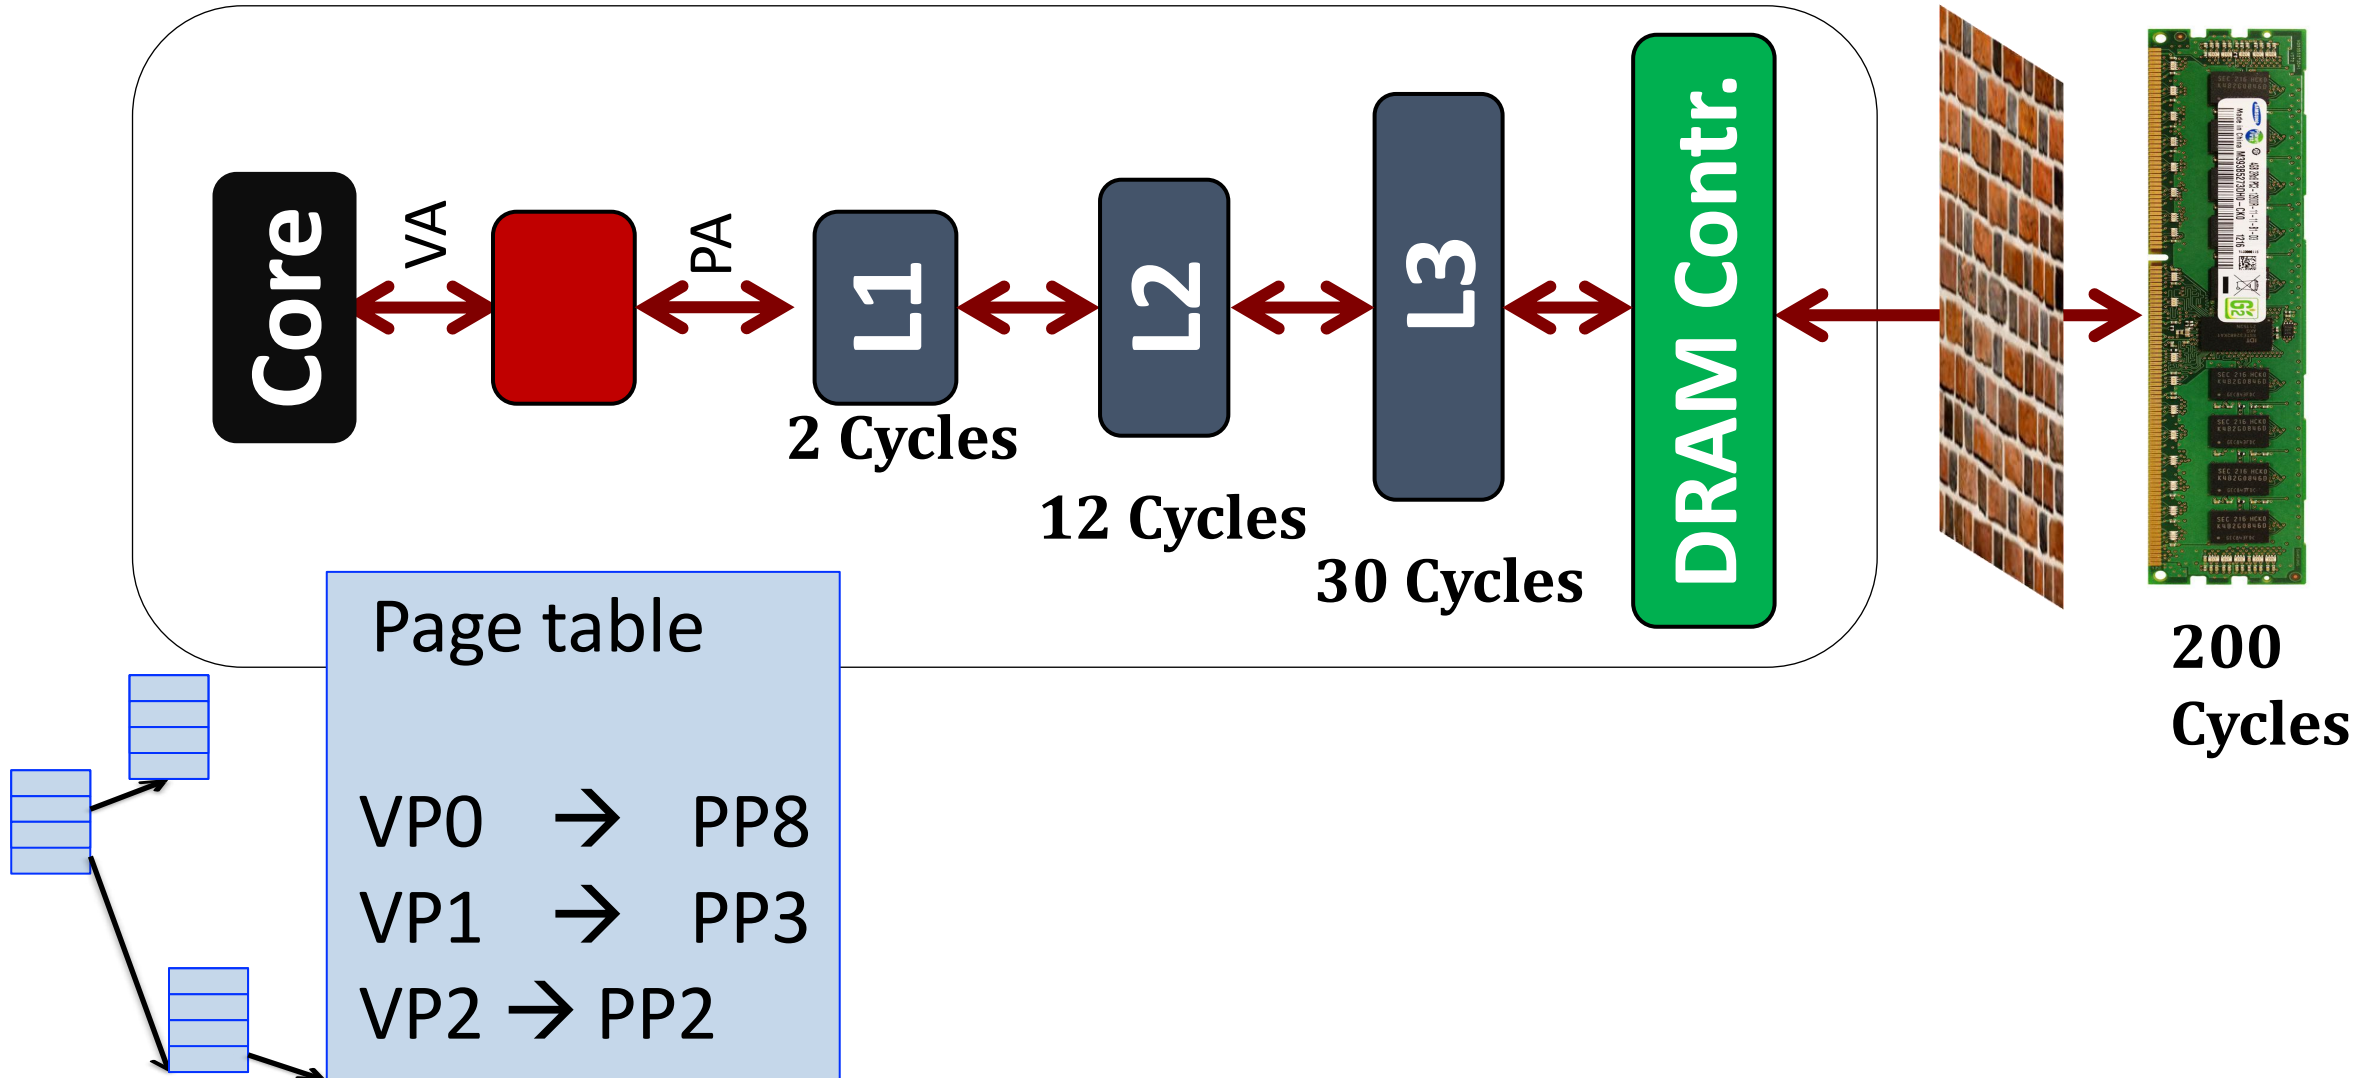 Core
VA
PA
L1
2 Cycles
L2
12 Cycles
L3
30 Cycles
DRAM Contr.
200
Cycles
Page table
VP0 → PP8
VP1 → PP3
VP2 → PP2